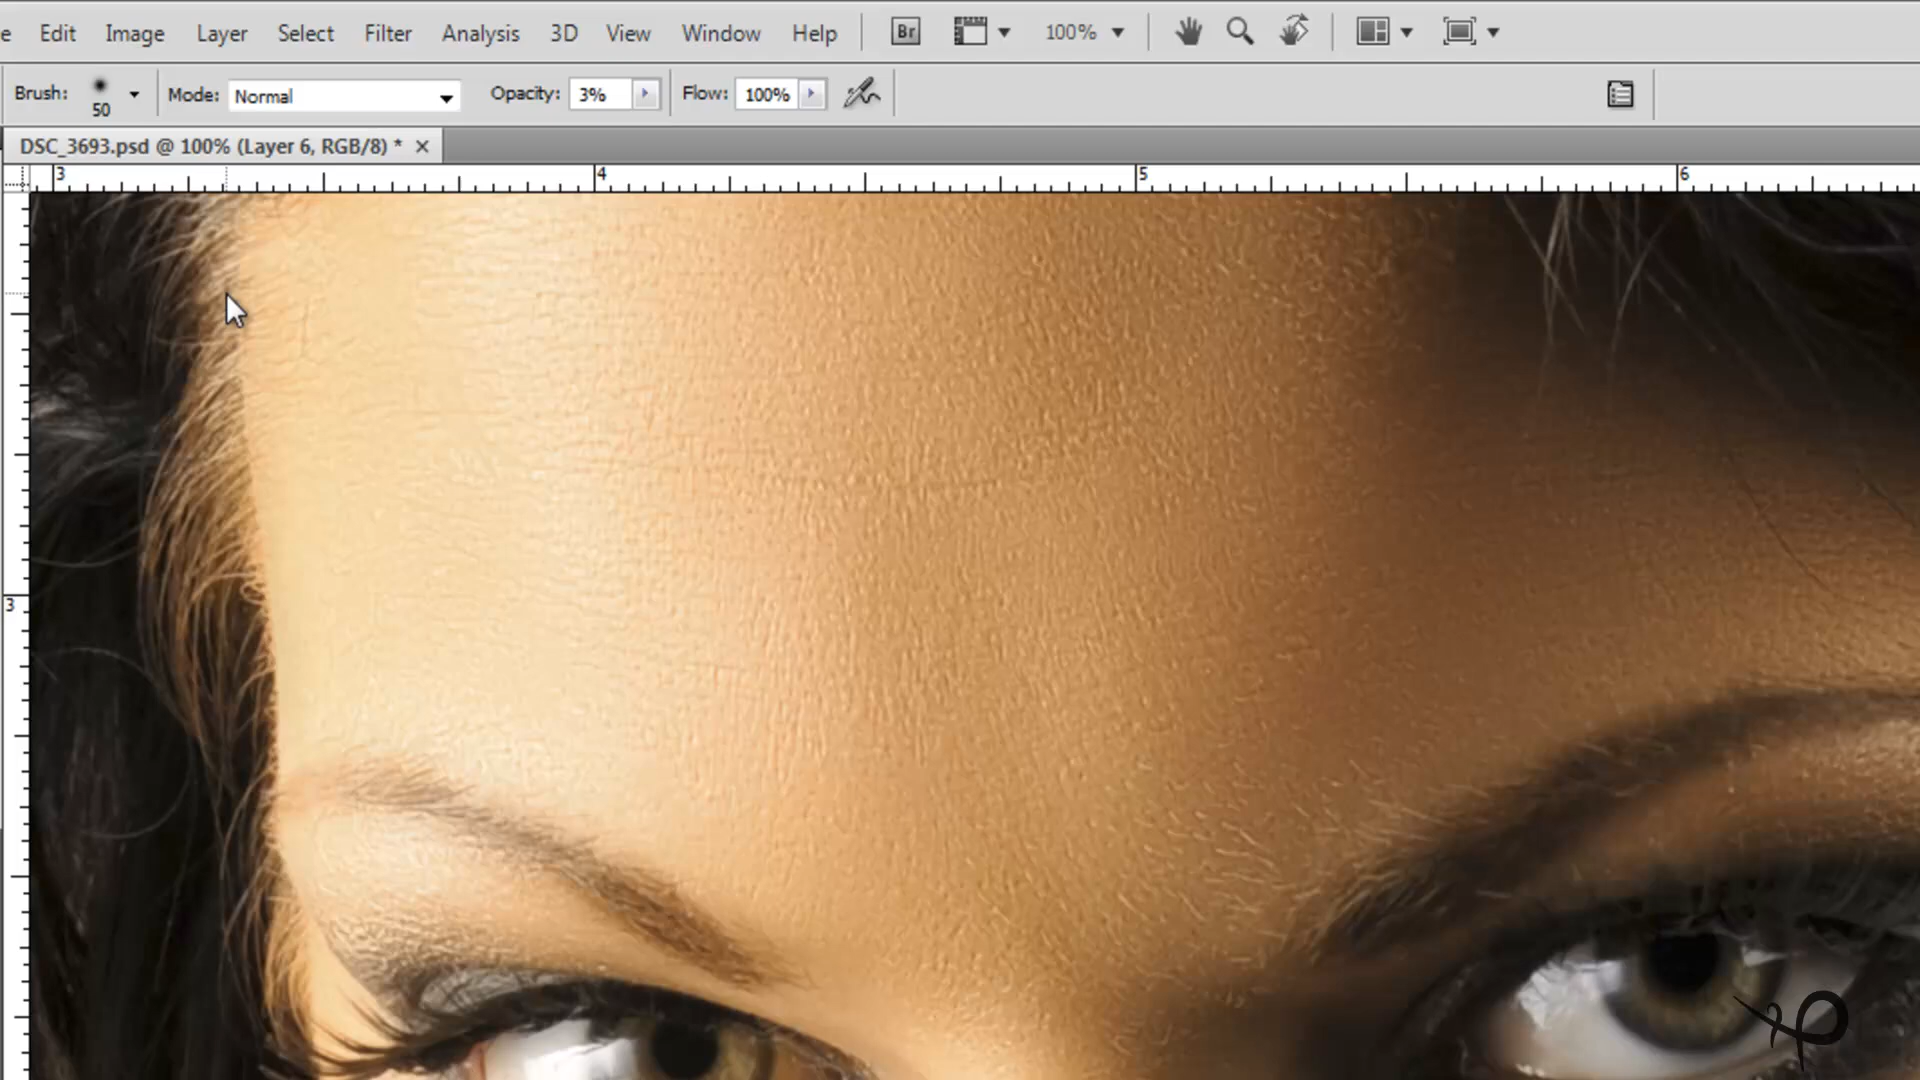 e Edit Image Layer Select Filter Analysis 3D View Window Help Br 100%
Brush: 50 Mode: Normal Opacity: 3% Flow: 100%
DSC_3693.psd @ 100% (Layer 6, RGB/8) * ×
3 4 5 6
3